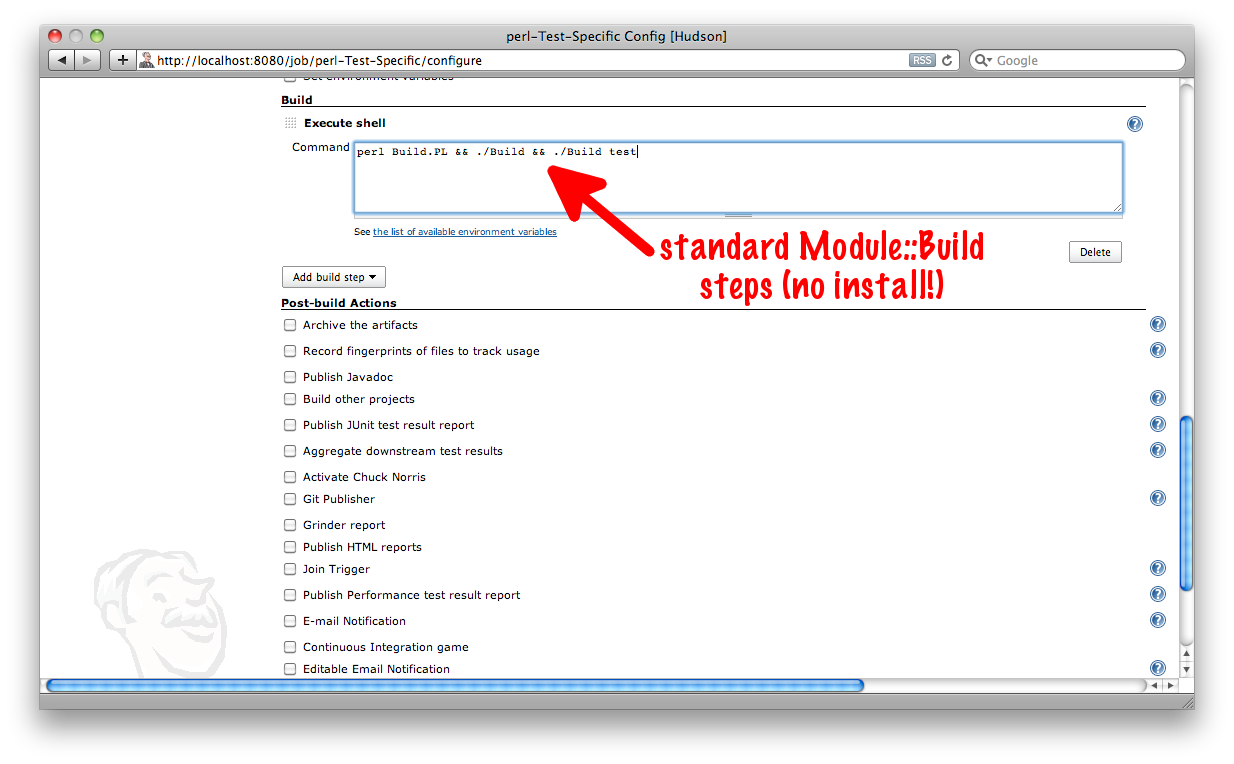 perl-Test-Specific Config [Hudson]
http://localhost:8080/job/perl-Test-Specific/configure
RSS
Google
Set environment variables
Build
Execute shell
Command
perl Build.PL && ./Build && ./Build test
See the list of available environment variables
standard Module::Build
steps (no install!)
Delete
Add build step
Post-build Actions
Archive the artifacts
Record fingerprints of files to track usage
Publish Javadoc
Build other projects
Publish JUnit test result report
Aggregate downstream test results
Activate Chuck Norris
Git Publisher
Grinder report
Publish HTML reports
Join Trigger
Publish Performance test result report
E-mail Notification
Continuous Integration game
Editable Email Notification